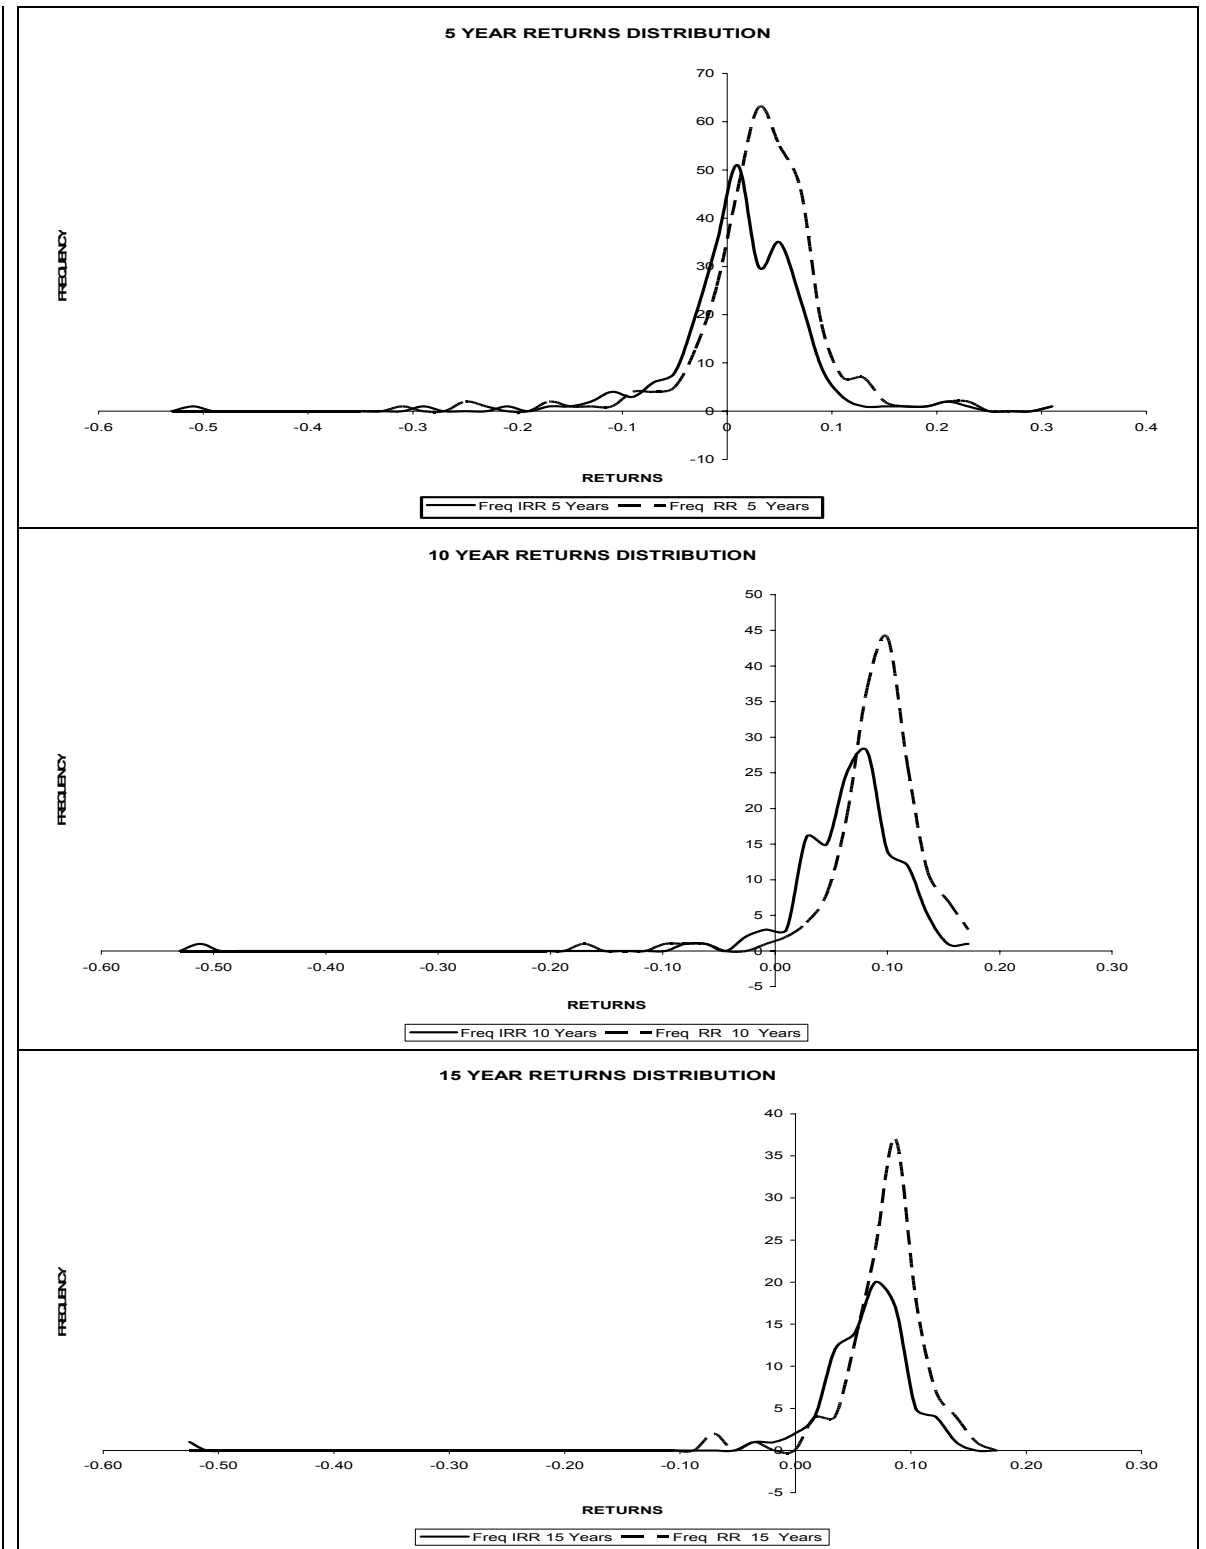 5 YEAR RETURNS DISTRIBUTION
70
60
50
40
30
20
10
0
-10
-0.6 -0.5 -0.4 -0.3 -0.2 -0.1 0 0.1 0.2 0.3 0.4
FREQUENCY
RETURNS
Freq IRR 5 Years Freq RR 5 Years
10 YEAR RETURNS DISTRIBUTION
50
45
40
35
30
25
20
15
10
5
0
-5
-0.60 -0.50 -0.40 -0.30 -0.20 -0.10 0.00 0.10 0.20 0.30
FREQUENCY
RETURNS
Freq IRR 10 Years Freq RR 10 Years
15 YEAR RETURNS DISTRIBUTION
40
35
30
25
20
15
10
5
0
-5
-0.60 -0.50 -0.40 -0.30 -0.20 -0.10 0.00 0.10 0.20 0.30
FREQUENCY
RETURNS
Freq IRR 15 Years Freq RR 15 Years